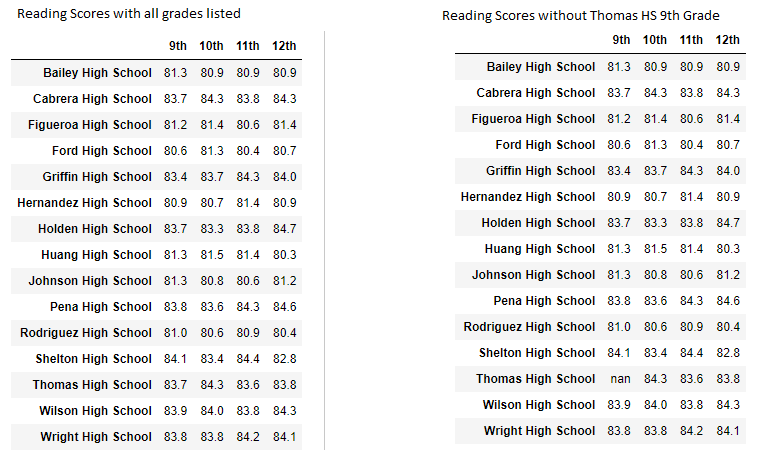 Reading Scores with all grades listed
9th 10th 11th 12th
Bailey High School 81.3 80.9 80.9 80.9
Cabrera High School 83.7 84.3 83.8 84.3
Figueroa High School 81.2 81.4 80.6 81.4
Ford High School 80.6 81.3 80.4 80.7
Griffin High School 83.4 83.7 84.3 84.0
Hernandez High School 80.9 80.7 81.4 80.9
Holden High School 83.7 83.3 83.8 84.7
Huang High School 81.3 81.5 81.4 80.3
Johnson High School 81.3 80.8 80.6 81.2
Pena High School 83.8 83.6 84.3 84.6
Rodriguez High School 81.0 80.6 80.9 80.4
Shelton High School 84.1 83.4 84.4 82.8
Thomas High School 83.7 84.3 83.6 83.8
Wilson High School 83.9 84.0 83.8 84.3
Wright High School 83.8 83.8 84.2 84.1
Reading Scores without Thomas HS 9th Grade
9th 10th 11th 12th
Bailey High School 81.3 80.9 80.9 80.9
Cabrera High School 83.7 84.3 83.8 84.3
Figueroa High School 81.2 81.4 80.6 81.4
Ford High School 80.6 81.3 80.4 80.7
Griffin High School 83.4 83.7 84.3 84.0
Hernandez High School 80.9 80.7 81.4 80.9
Holden High School 83.7 83.3 83.8 84.7
Huang High School 81.3 81.5 81.4 80.3
Johnson High School 81.3 80.8 80.6 81.2
Pena High School 83.8 83.6 84.3 84.6
Rodriguez High School 81.0 80.6 80.9 80.4
Shelton High School 84.1 83.4 84.4 82.8
Thomas High School nan 84.3 83.6 83.8
Wilson High School 83.9 84.0 83.8 84.3
Wright High School 83.8 83.8 84.2 84.1